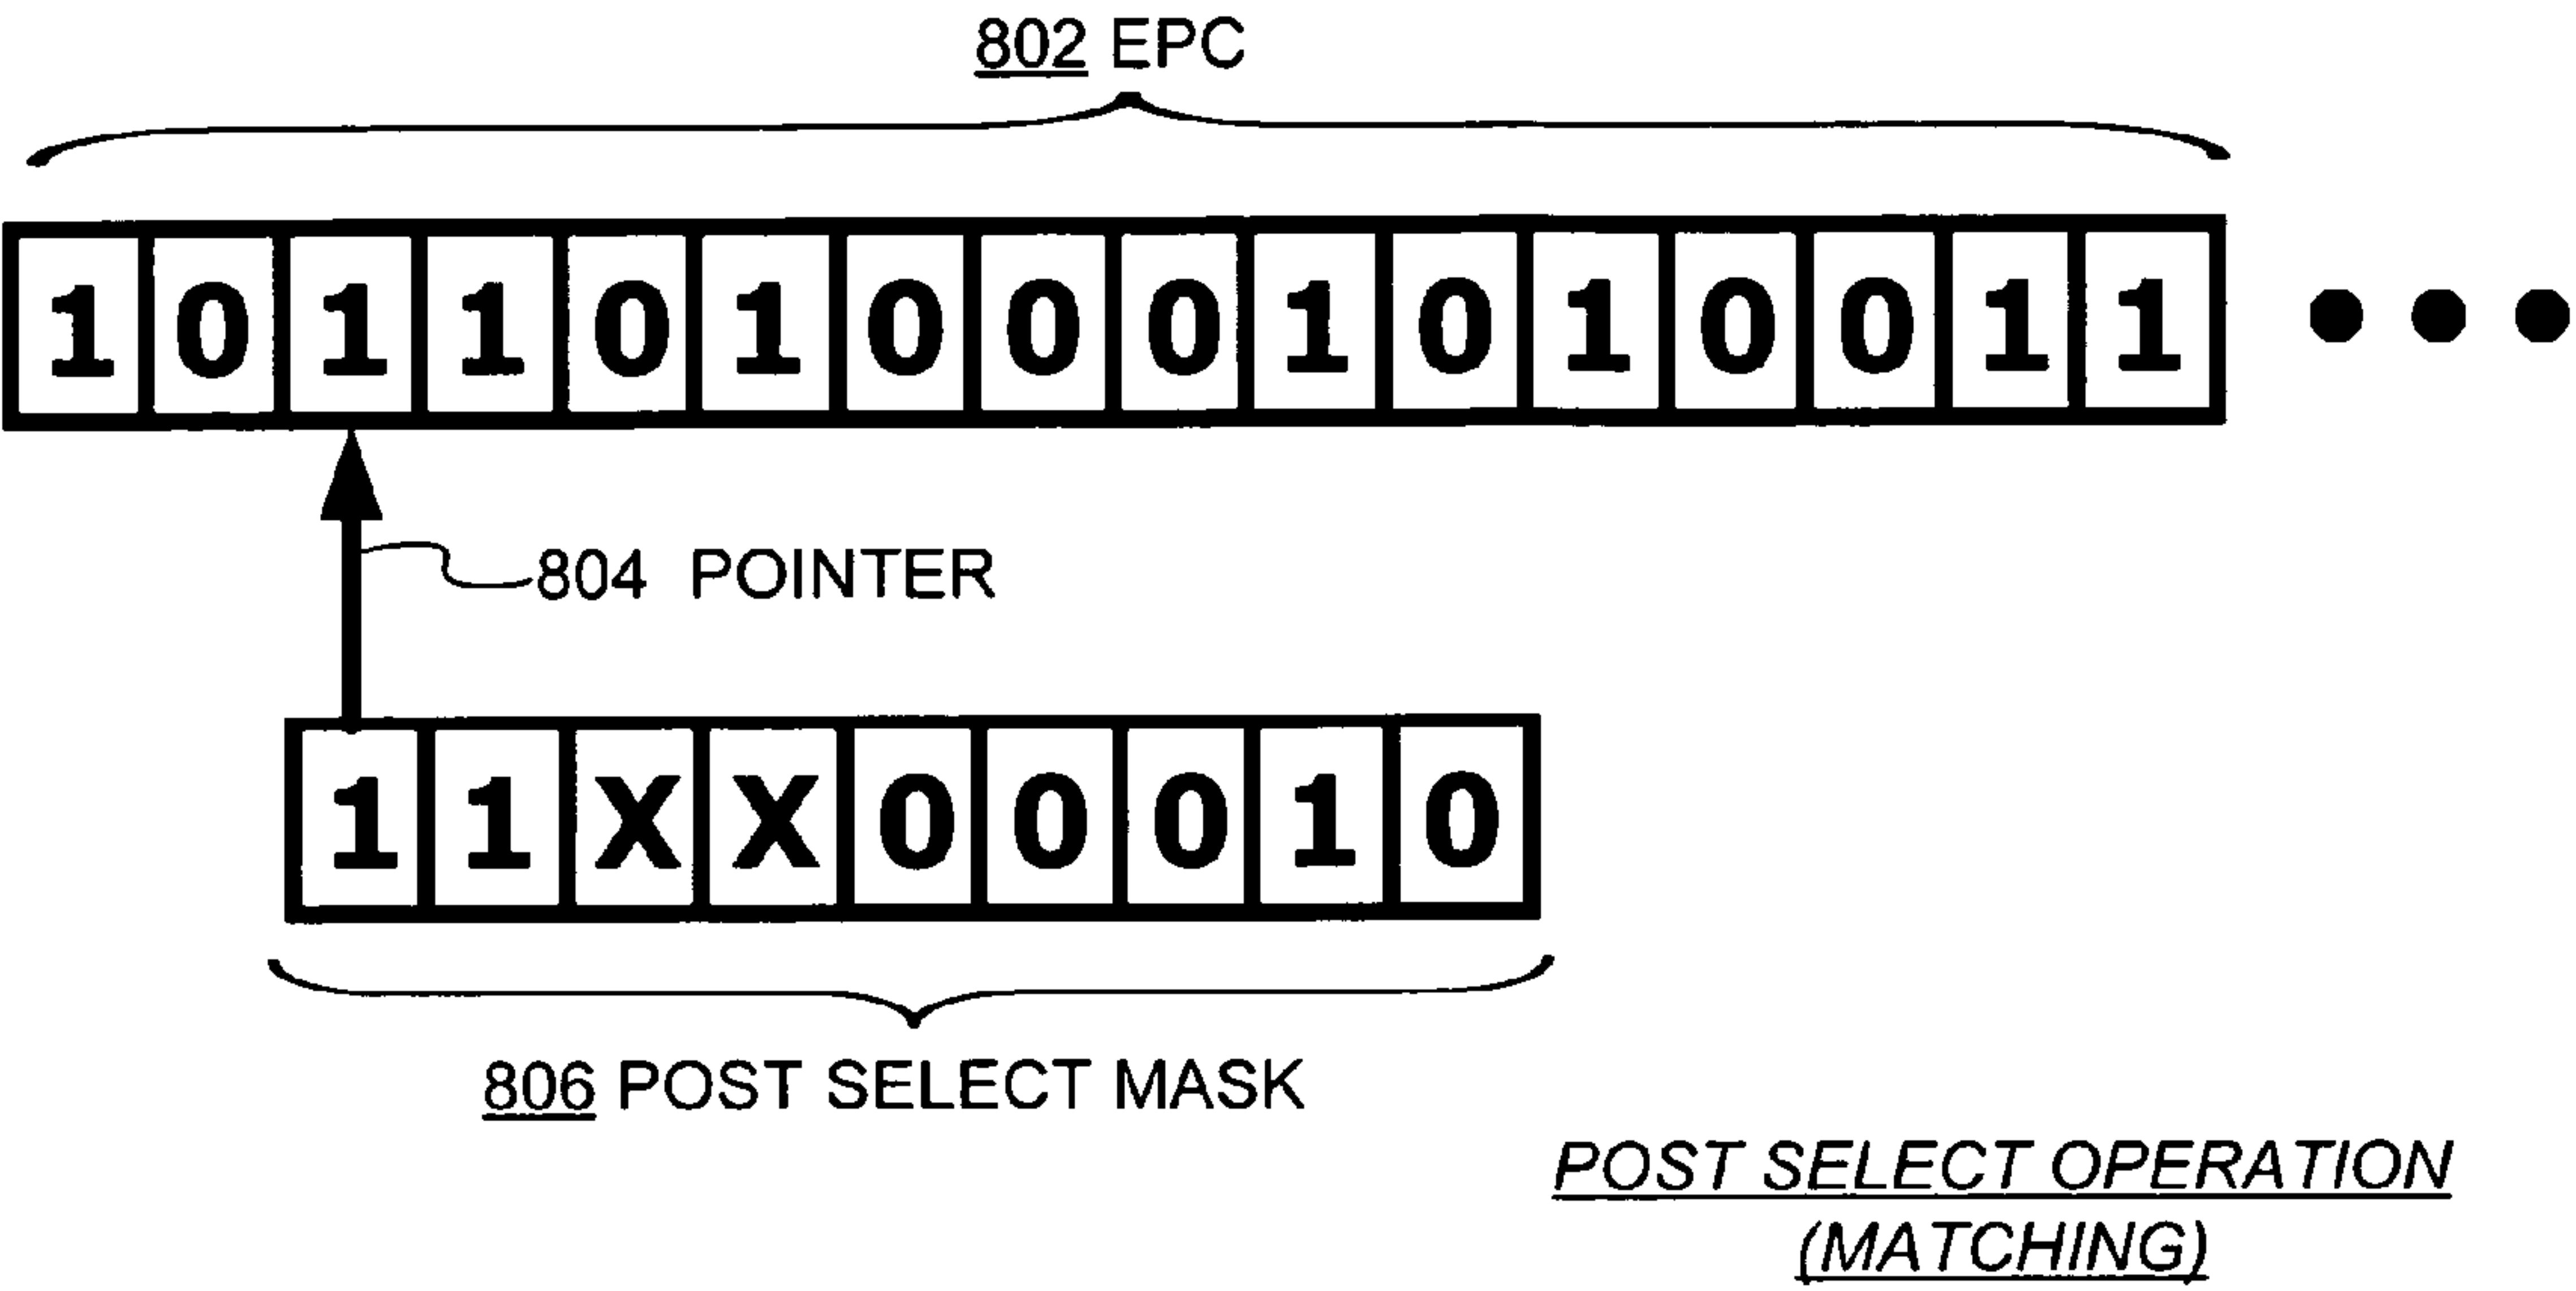 802 EPC
1 0 1 1 0 1 0 0 0 1 0 1 0 0 1 1
804 POINTER
1 1 X X 0 0 0 1 0
806 POST SELECT MASK
POST SELECT OPERATION
(MATCHING)